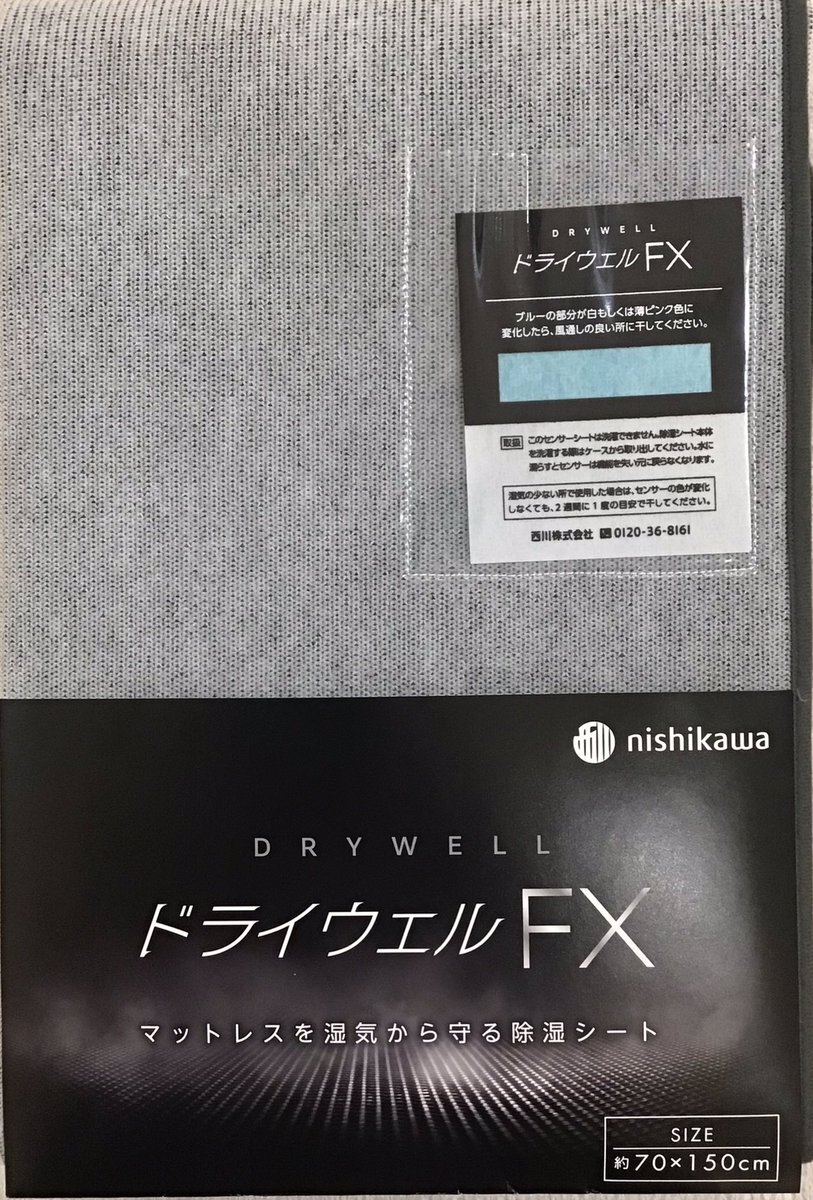 DRYWELL
ドライウエルFX
ブルーの部分が白もしくは薄ピンク色に
変化したら、風通しの良い所に干してください。
取扱 このセンサーシートは洗濯できません。除湿シート本体
を洗濯する際はケースから取り出してください。水に
濡らすとセンサーは機能を失い元に戻らなくなります。
湿気の少ない所で使用した場合は、センサーの色が変化
しなくても、2週間に1度の目安で干してください。
西川株式会社 0120-36-8161
nishikawa
DRYWELL
ドライウエルFX
マットレスを湿気から守る除湿シート
SIZE
約70×150cm